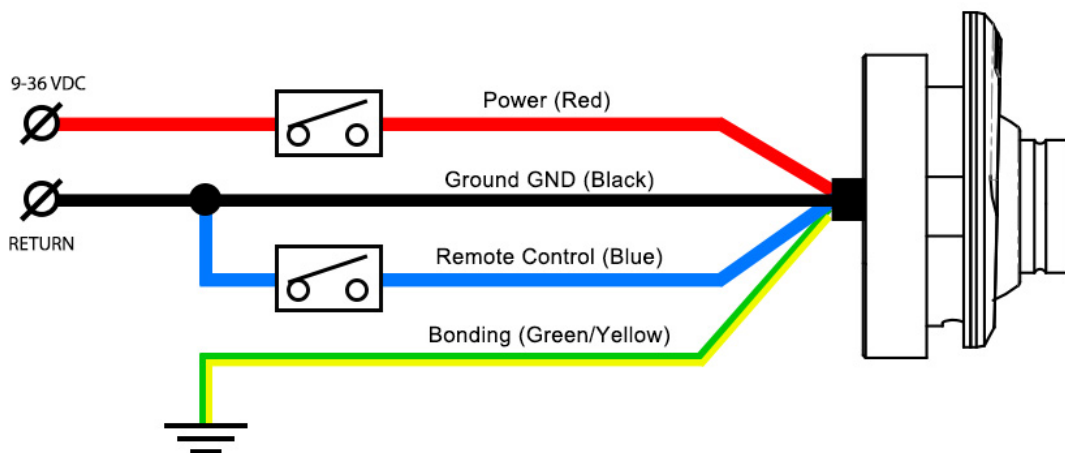 9-36 VDC
Power (Red)
Ground GND (Black)
RETURN
Remote Control (Blue)
Bonding (Green/Yellow)